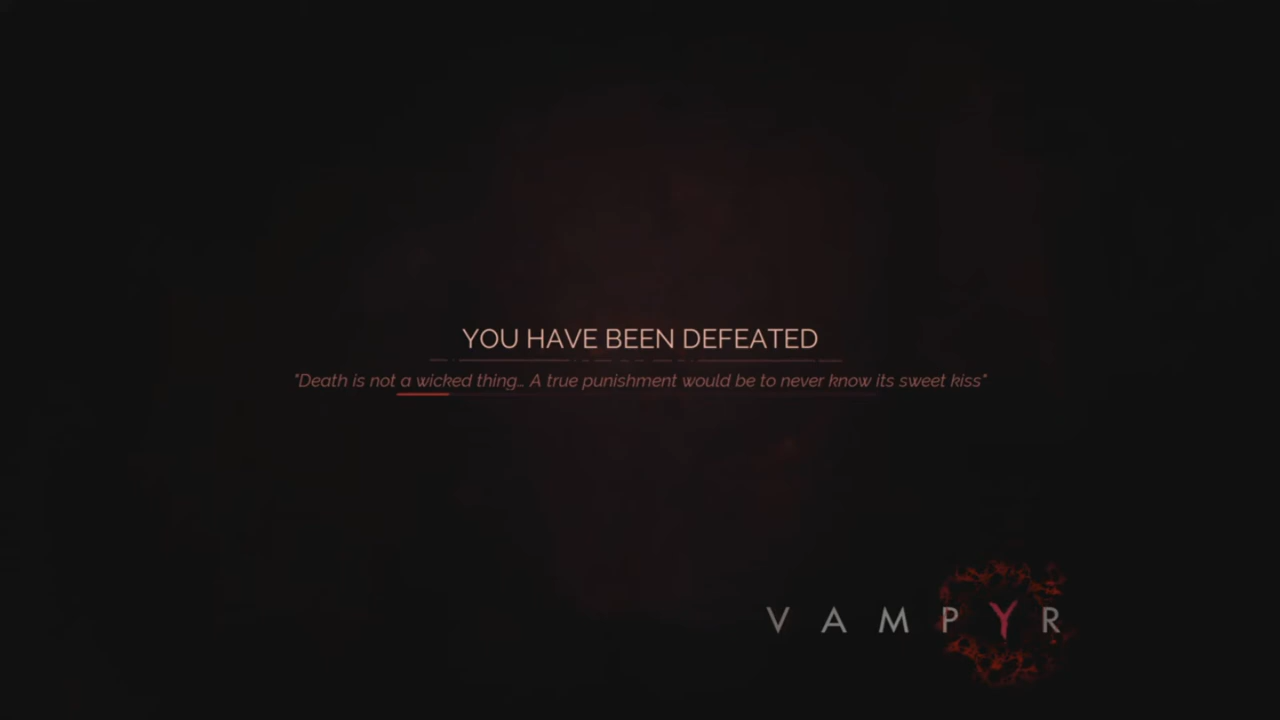 YOU HAVE BEEN DEFEATED
"Death is not a wicked thing... A true punishment would be to never know its sweet kiss"
VAMPYR